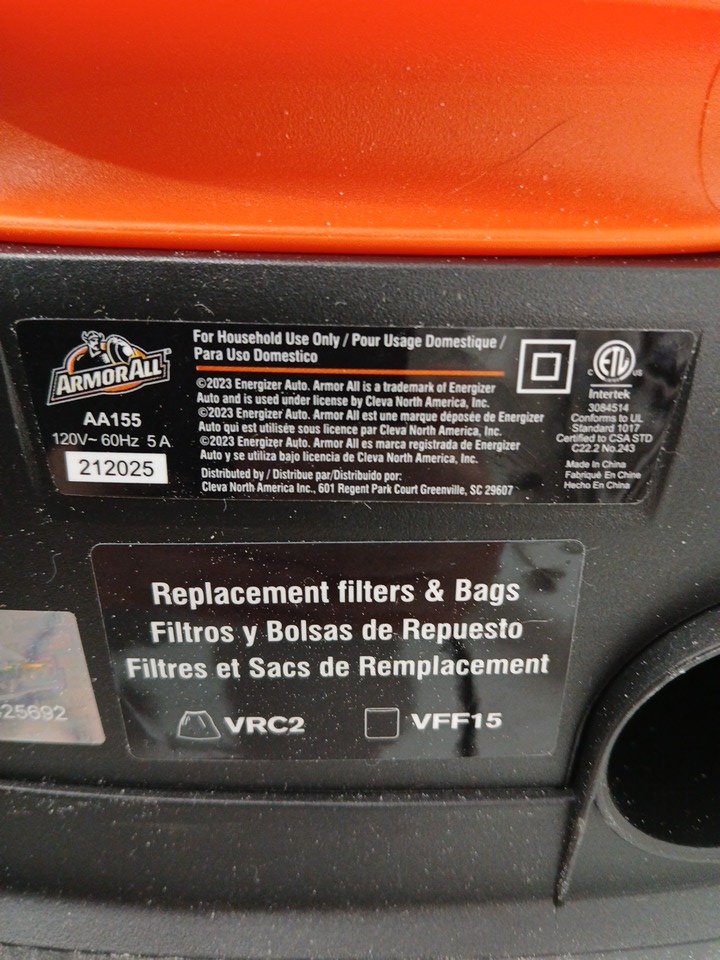 ARMORALL
AA155
120V~ 60Hz 5 A
212025
For Household Use Only / Pour Usage Domestique /
Para Uso Domestico
©2023 Energizer Auto. Armor All is a trademark of Energizer
Auto and is used under license by Cleva North America, Inc.
©2023 Energizer Auto. Armor All est une marque déposée de Energizer
Auto qui est utilisée sous licence par Cleva North America, Inc.
©2023 Energizer Auto. Armor All es marca registrada de Energizer
Auto y se utiliza bajo licencia de Cleva North America, Inc.
Distributed by / Distribue par/Distribuido por:
Cleva North America Inc., 601 Regent Park Court Greenville, SC 29607
C ETL US
Intertek
3084514
Conforms to UL
Standard 1017
Certified to CSA STD
C22.2 No.243
Made In China
Fabriqué En Chine
Hecho En China
Replacement filters & Bags
Filtros y Bolsas de Repuesto
Filtres et Sacs de Remplacement
VRC2 VFF15
25692